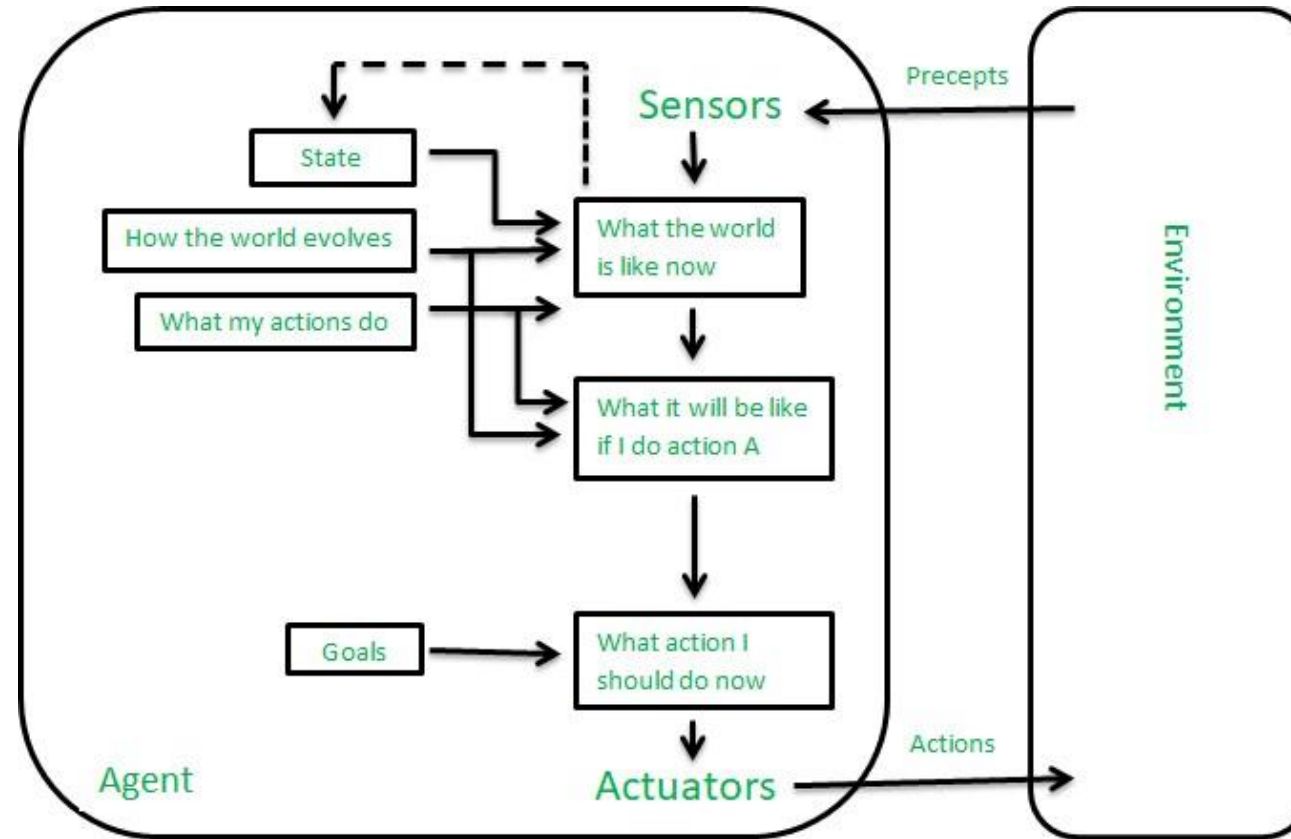 Precepts
Sensors
State
How the world evolves
What my actions do
What the world
is like now
What it will be like
if I do action A
Environment
Goals
What action I
should do now
Agent
Actuators
Actions